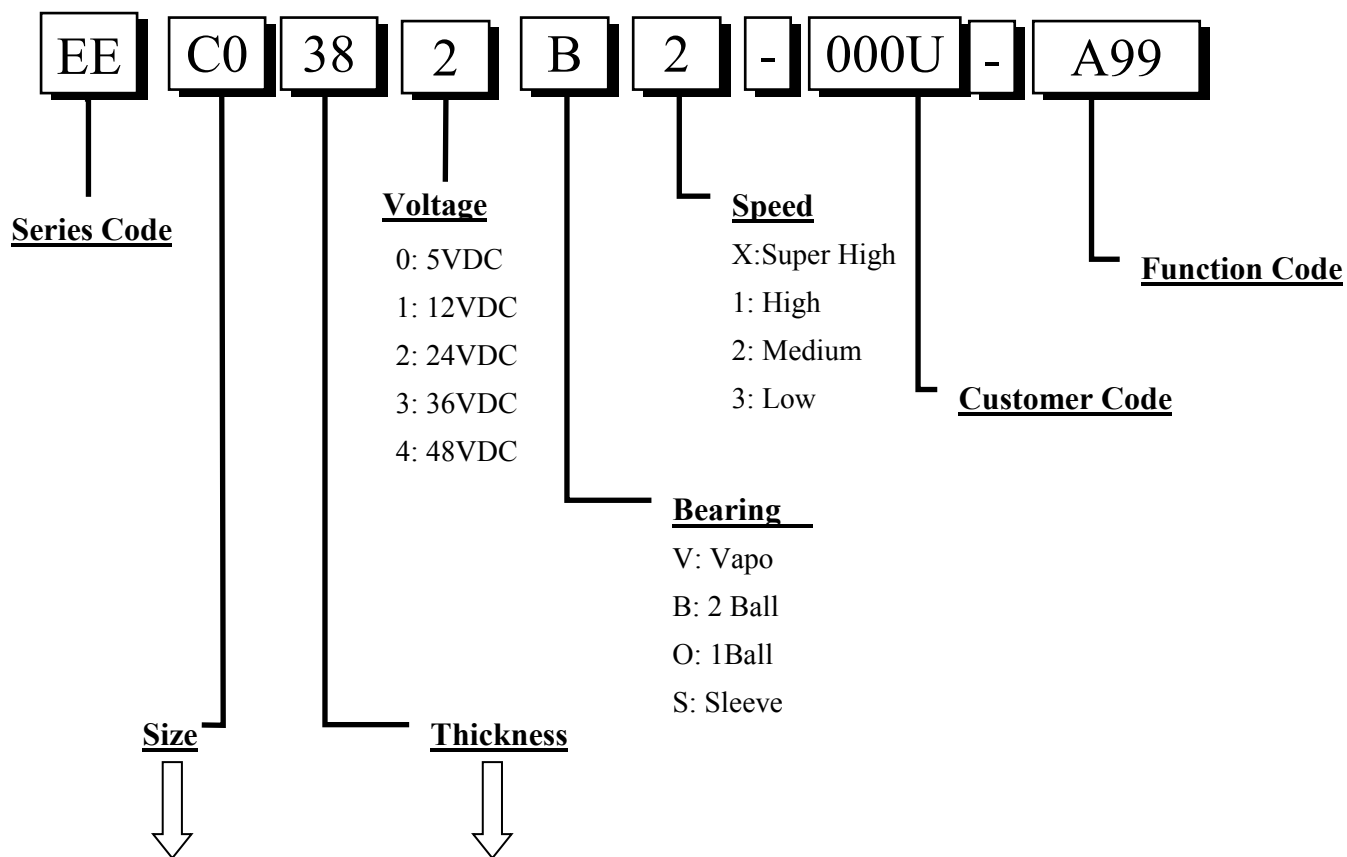 EE C0 38 2 B 2 - 000U - A99
Series Code
Voltage
0: 5VDC
1: 12VDC
2: 24VDC
3: 36VDC
4: 48VDC
Speed
X:Super High
1: High
2: Medium
3: Low
Function Code
Customer Code
Bearing
V: Vapo
B: 2 Ball
O: 1Ball
S: Sleeve
Size
Thickness